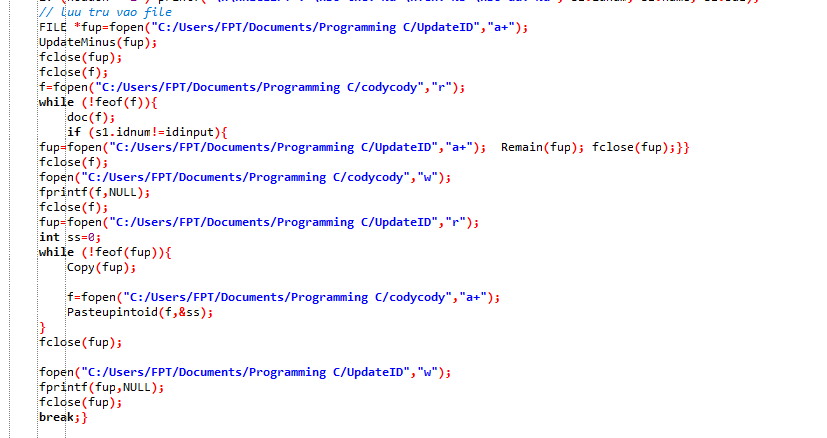 // luu tru vao file
FILE *fup=fopen("C:/Users/FPT/Documents/Programming C/UpdateID","a+");
UpdateMinus(fup);
fclose(fup);
fclose(f);
f=fopen("C:/Users/FPT/Documents/Programming C/codycody","r");
while (!feof(f)){
doc(f);
if (s1.idnum!=idinput){
fup=fopen("C:/Users/FPT/Documents/Programming C/UpdateID","a+");  Remain(fup); fclose(fup);}}
fclose(f);
fopen("C:/Users/FPT/Documents/Programming C/codycody","w");
fprintf(f,NULL);
fclose(f);
fup=fopen("C:/Users/FPT/Documents/Programming C/UpdateID","r");
int ss=0;
while (!feof(fup)){
Copy(fup);
f=fopen("C:/Users/FPT/Documents/Programming C/codycody","a+");
Pasteupintoid(f,&ss);
}
fclose(fup);
fopen("C:/Users/FPT/Documents/Programming C/UpdateID","w");
fprintf(fup,NULL);
fclose(fup);
break;}